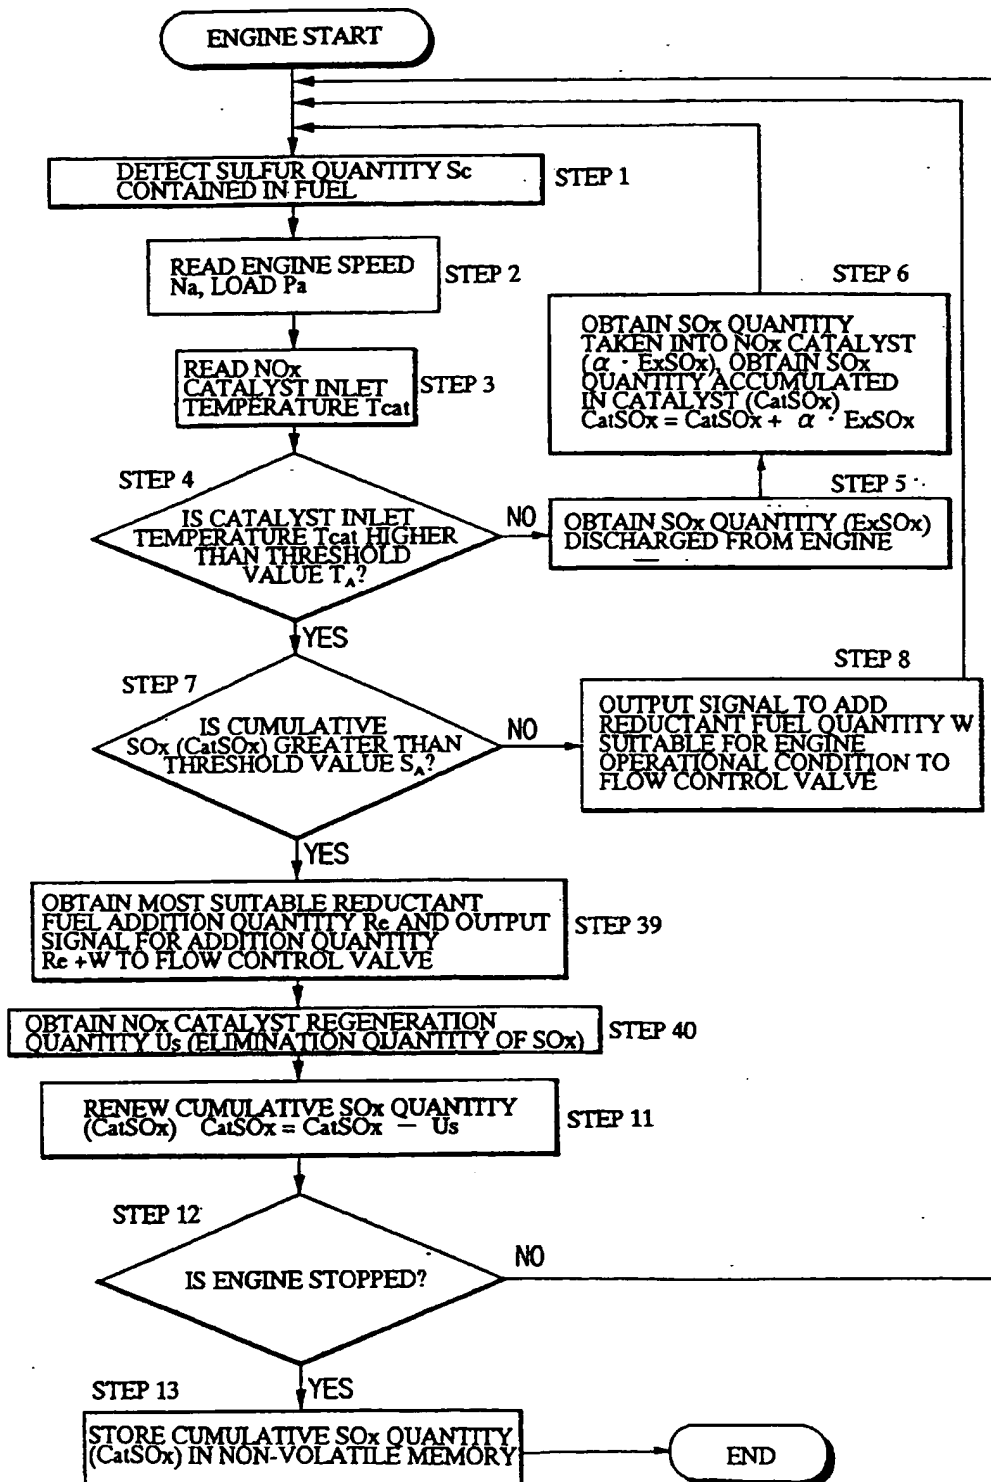 ENGINE START
DETECT SULFUR QUANTITY Sc
CONTAINED IN FUEL
STEP 1
READ ENGINE SPEED
Na, LOAD Pa
STEP 2
READ NOx
CATALYST INLET
TEMPERATURE Tcat
STEP 3
STEP 6
OBTAIN SOx QUANTITY
TAKEN INTO NOx CATALYST
(α · ExSOx), OBTAIN SOx
QUANTITY ACCUMULATED
IN CATALYST (CatSOx)
CatSOx = CatSOx + α · ExSOx
STEP 4
IS CATALYST INLET
TEMPERATURE Tcat HIGHER
THAN THRESHOLD
VALUE TA?
NO
STEP 5
OBTAIN SOx QUANTITY (ExSOx)
DISCHARGED FROM ENGINE
YES
STEP 7
IS CUMULATIVE
SOx (CatSOx) GREATER THAN
THRESHOLD VALUE SA?
NO
STEP 8
OUTPUT SIGNAL TO ADD
REDUCTANT FUEL QUANTITY W
SUITABLE FOR ENGINE
OPERATIONAL CONDITION TO
FLOW CONTROL VALVE
YES
OBTAIN MOST SUITABLE REDUCTANT
FUEL ADDITION QUANTITY Re AND OUTPUT
SIGNAL FOR ADDITION QUANTITY
Re +W TO FLOW CONTROL VALVE
STEP 39
OBTAIN NOx CATALYST REGENERATION
QUANTITY Us (ELIMINATION QUANTITY OF SOx)
STEP 40
RENEW CUMULATIVE SOx QUANTITY
(CatSOx) CatSOx = CatSOx — Us
STEP 11
STEP 12
IS ENGINE STOPPED?
NO
YES
STEP 13
STORE CUMULATIVE SOx QUANTITY
(CatSOx) IN NON-VOLATILE MEMORY
END